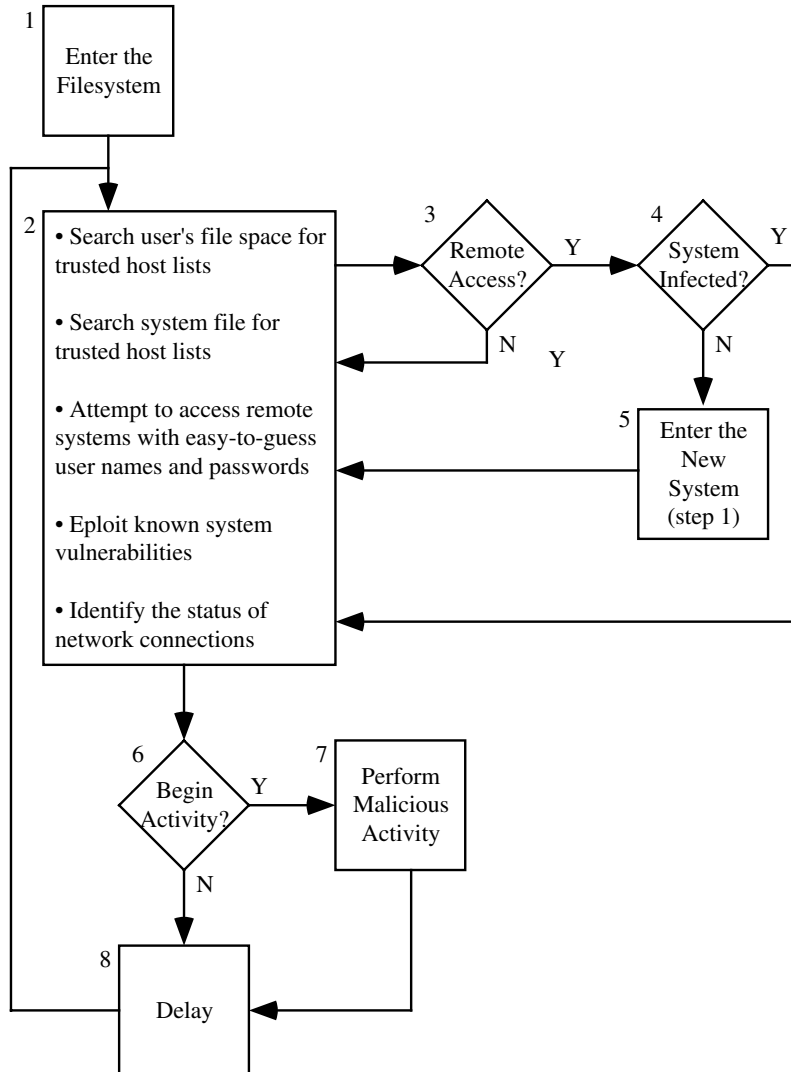 1
Enter the
Filesystem
2
• Search user's file space for
trusted host lists
• Search system file for
trusted host lists
• Attempt to access remote
systems with easy-to-guess
user names and passwords
• Eploit known system
vulnerabilities
• Identify the status of
network connections
3
Remote
Access?
Y
N
Y
4
System
Infected?
Y
N
5
Enter the
New
System
(step 1)
6
Begin
Activity?
Y
N
7
Perform
Malicious
Activity
8
Delay